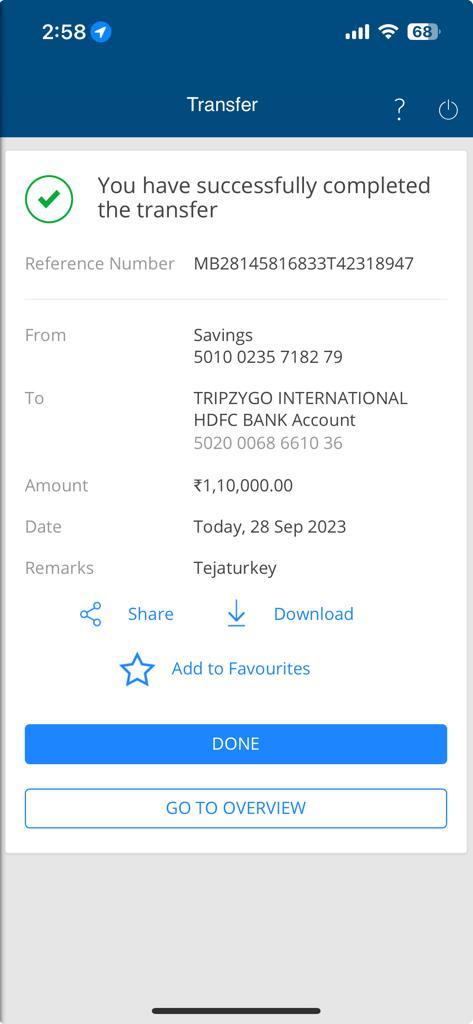 2:58
68
Transfer
?
You have successfully completed
the transfer
Reference Number MB28145816833T42318947
From Savings
5010 0235 7182 79
To TRIPZYGO INTERNATIONAL
HDFC BANK Account
5020 0068 6610 36
Amount ₹1,10,000.00
Date Today, 28 Sep 2023
Remarks Tejaturkey
Share Download
Add to Favourites
DONE
GO TO OVERVIEW